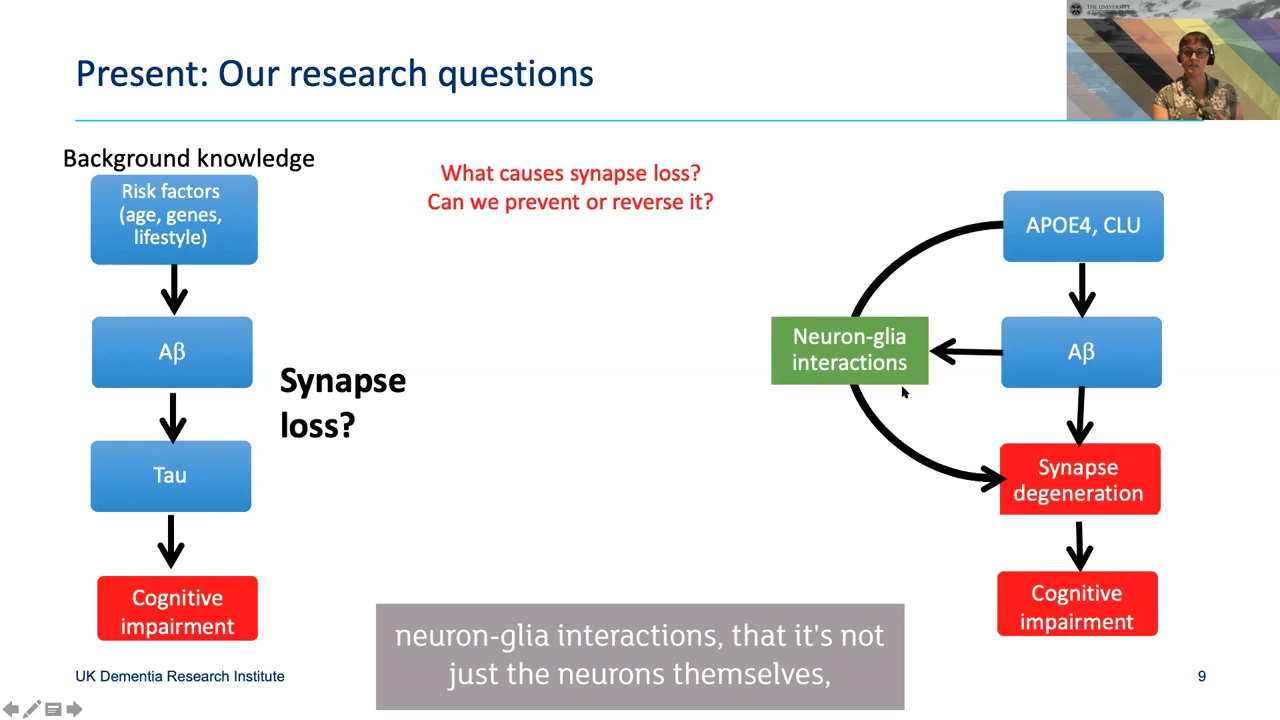 THE UNIVERSITY
Present: Our research questions
Background knowledge
Risk factors
(age, genes,
lifestyle)
Aβ
Tau
Cognitive
impairment
Synapse
loss?
What causes synapse loss?
Can we prevent or reverse it?
APOE4, CLU
Neuron-glia
interactions
Aβ
Synapse
degeneration
Cognitive
impairment
neuron-glia interactions, that it's not
just the neurons themselves,
UK Dementia Research Institute
9